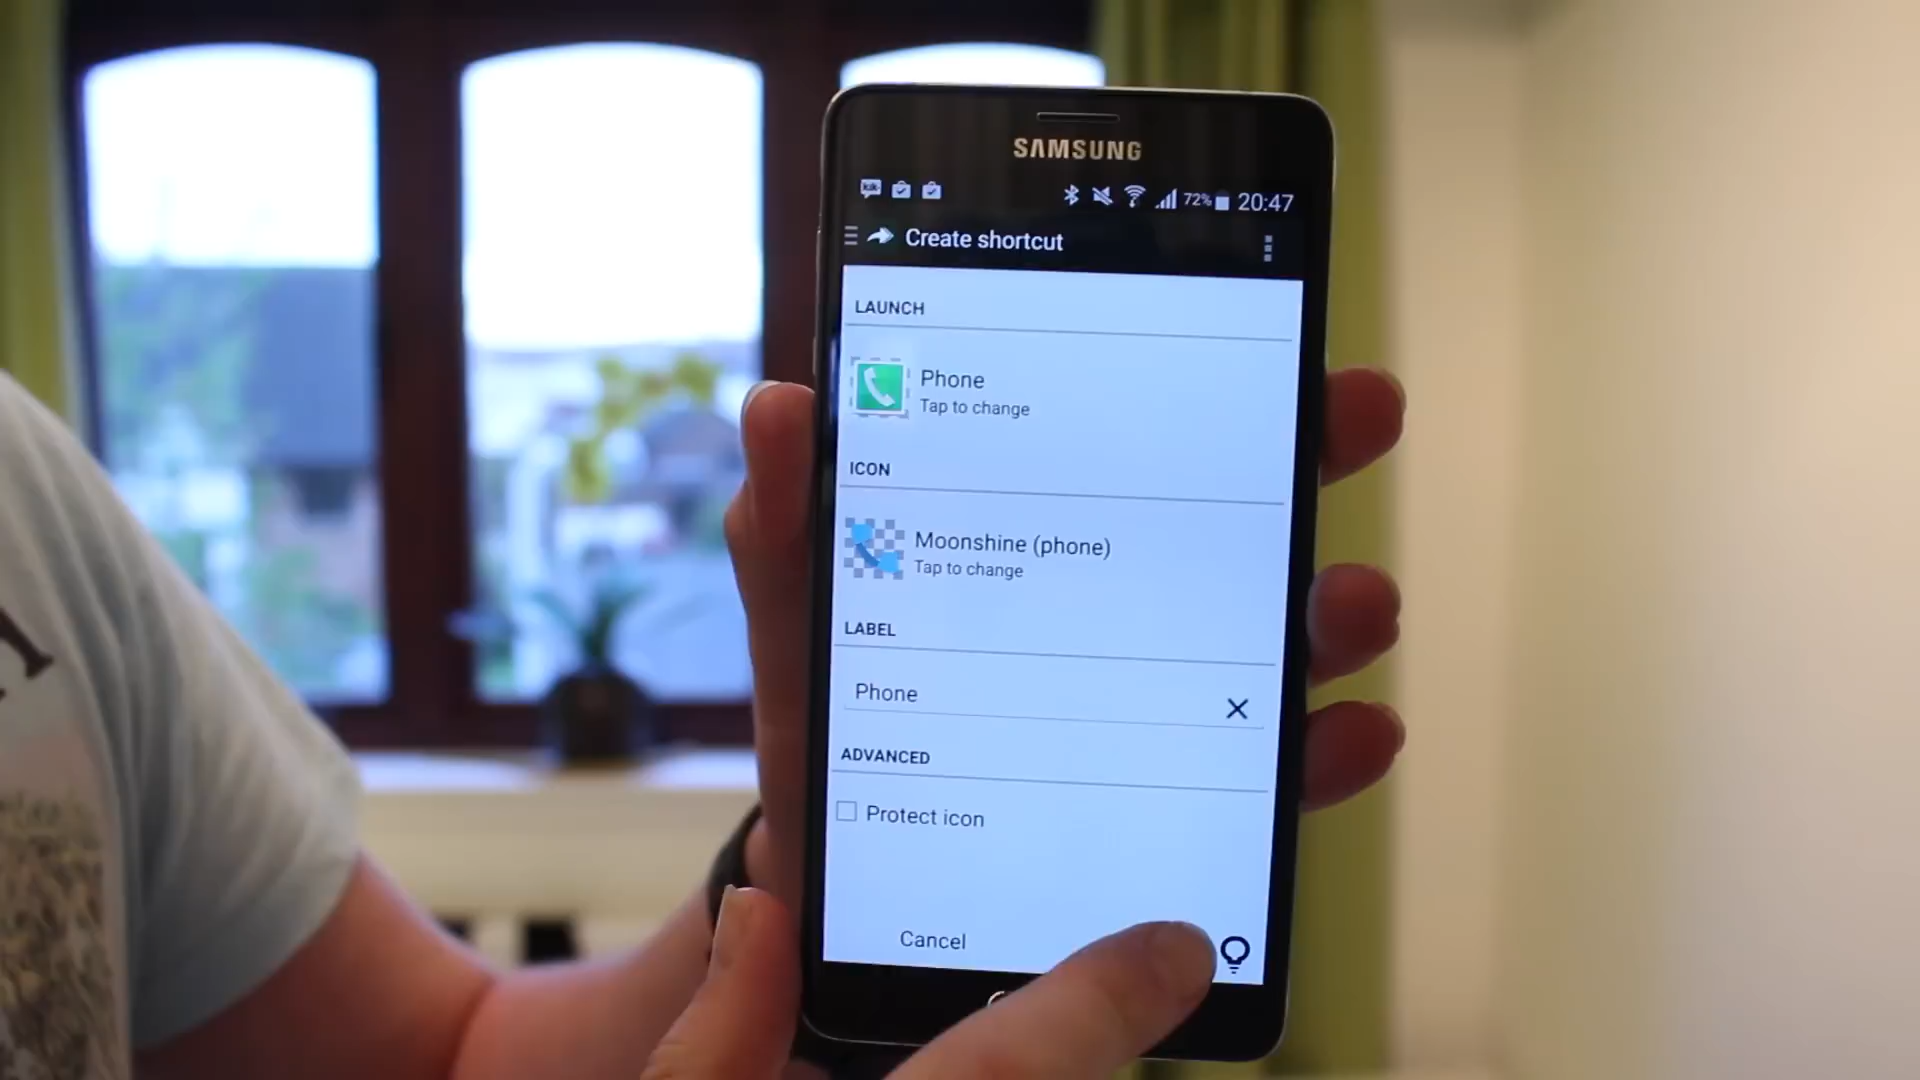 SAMSUNG
kik 72% 20:47
Create shortcut
LAUNCH
Phone
Tap to change
ICON
Moonshine (phone)
Tap to change
LABEL
Phone
ADVANCED
Protect icon
Cancel